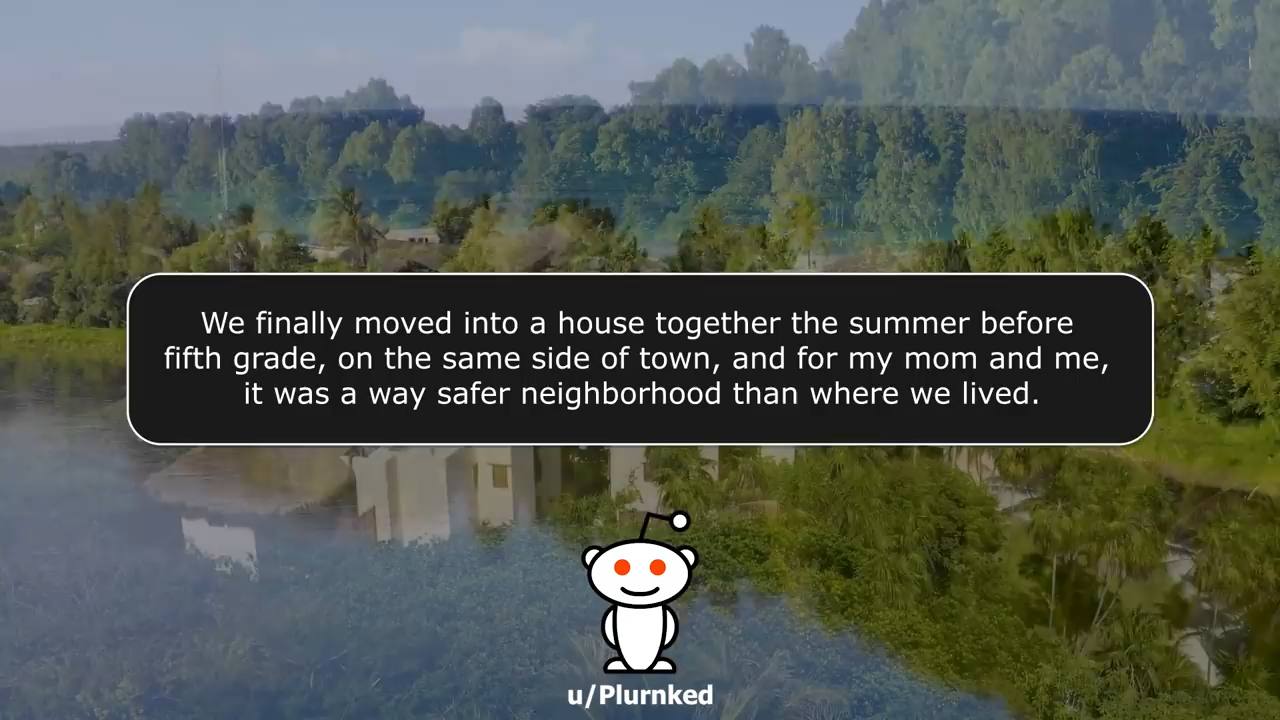 We finally moved into a house together the summer before
fifth grade, on the same side of town, and for my mom and me,
it was a way safer neighborhood than where we lived.
u/Plurnked